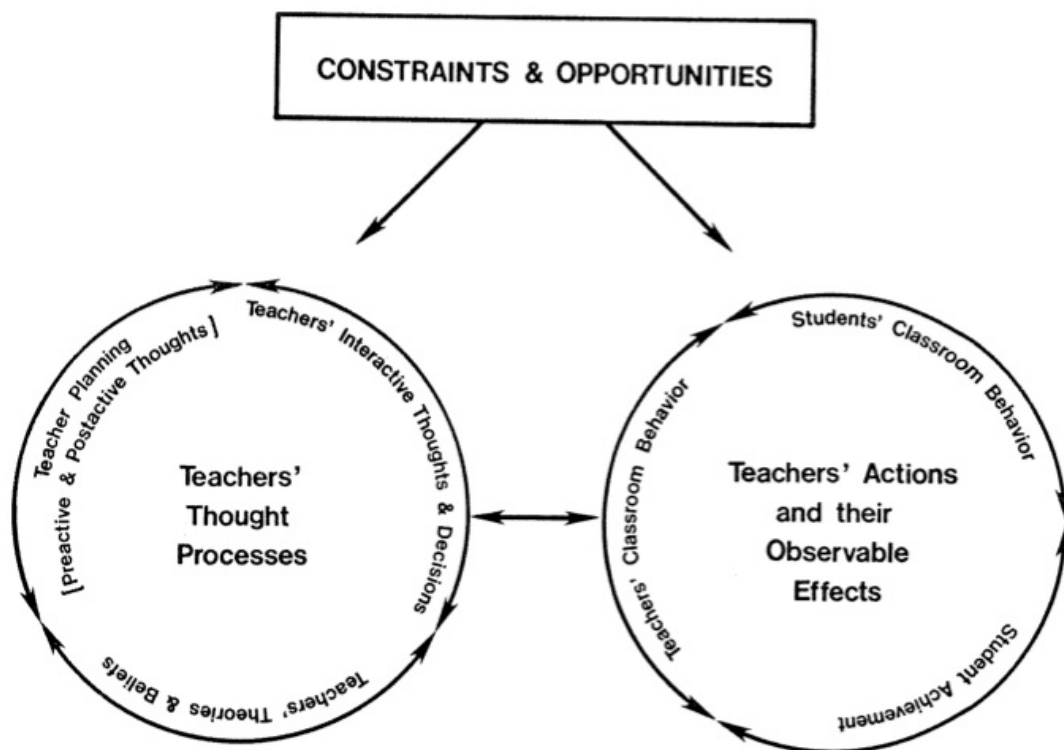 CONSTRAINTS & OPPORTUNITIES
Teacher Planning
[Preactive & Postactive Thoughts]
Teachers' Interactive Thoughts & Decisions
Teachers' Theories & Beliefs
Teachers'
Thought
Processes
Students' Classroom Behavior
Teachers' Classroom Behavior
Student Achievement
Teachers' Actions
and their
Observable
Effects